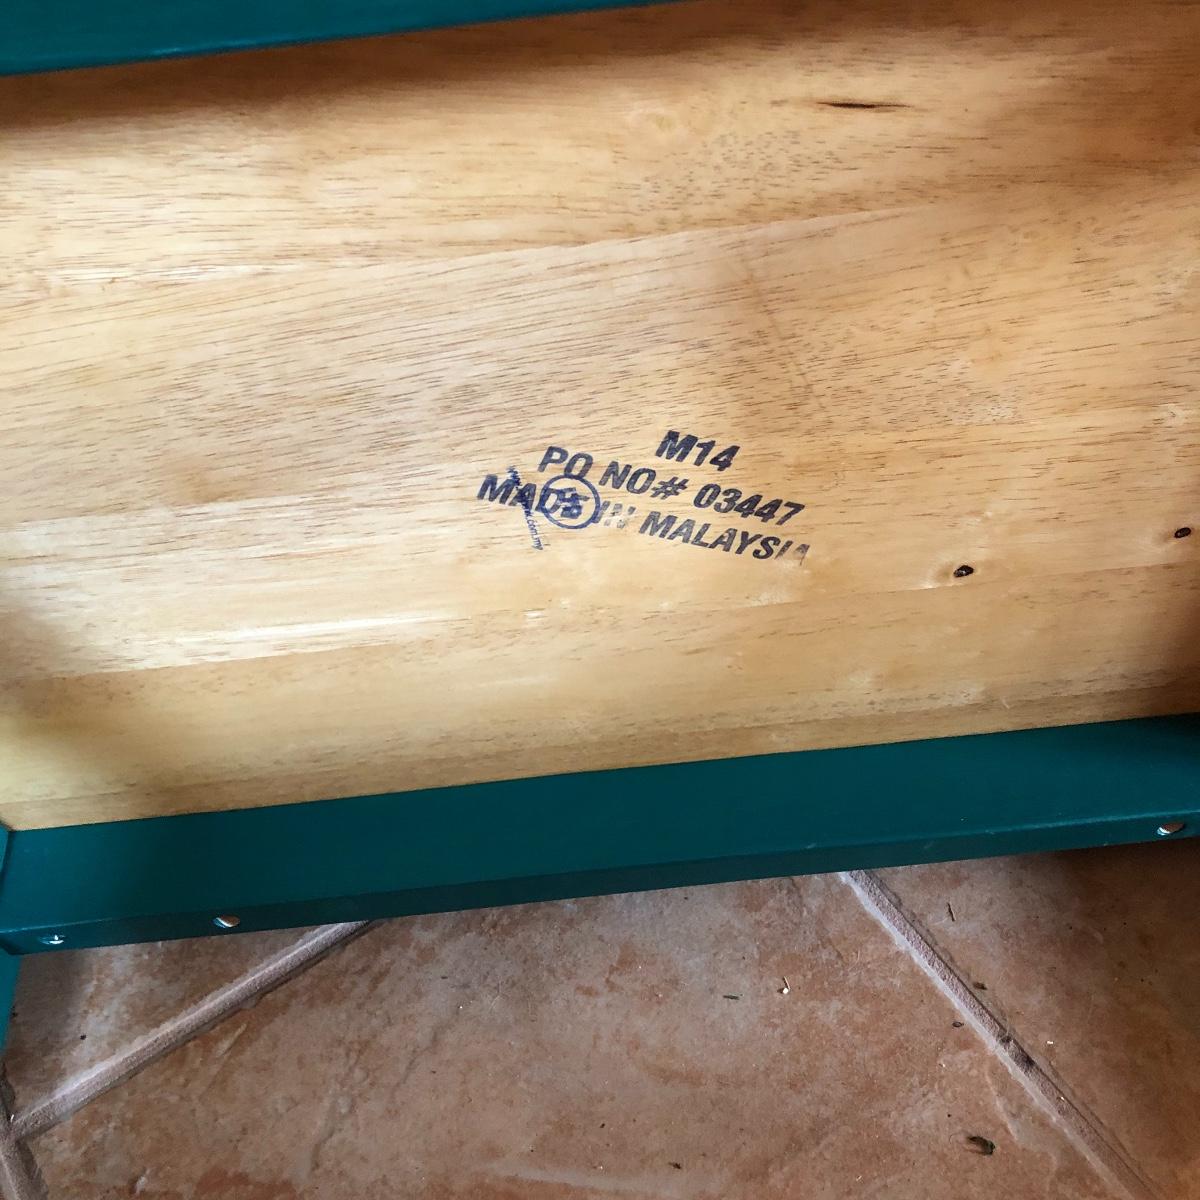 M14
PO NO# 03447
MADE IN MALAYSIA